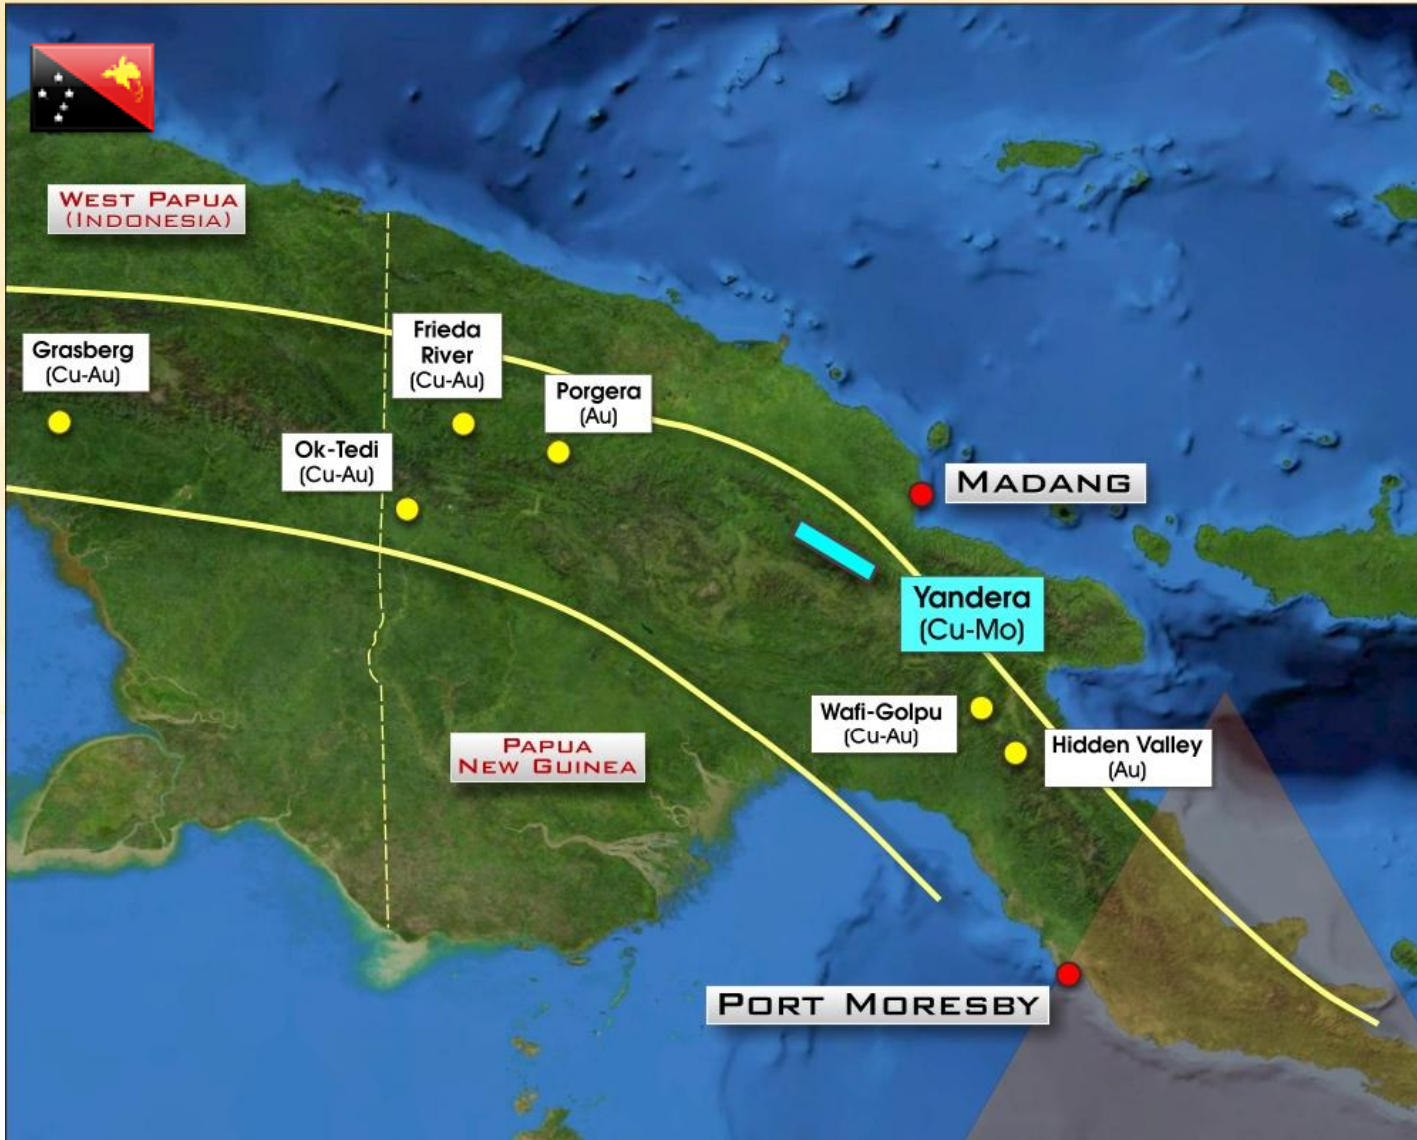 WEST PAPUA
(INDONESIA)
Grasberg
(Cu-Au)
Frieda
River
(Cu-Au)
Porgera
(Au)
Ok-Tedi
(Cu-Au)
MADANG
Yandera
(Cu-Mo)
Wafi-Golpu
(Cu-Au)
Hidden Valley
(Au)
PAPUA
NEW GUINEA
PORT MORESBY